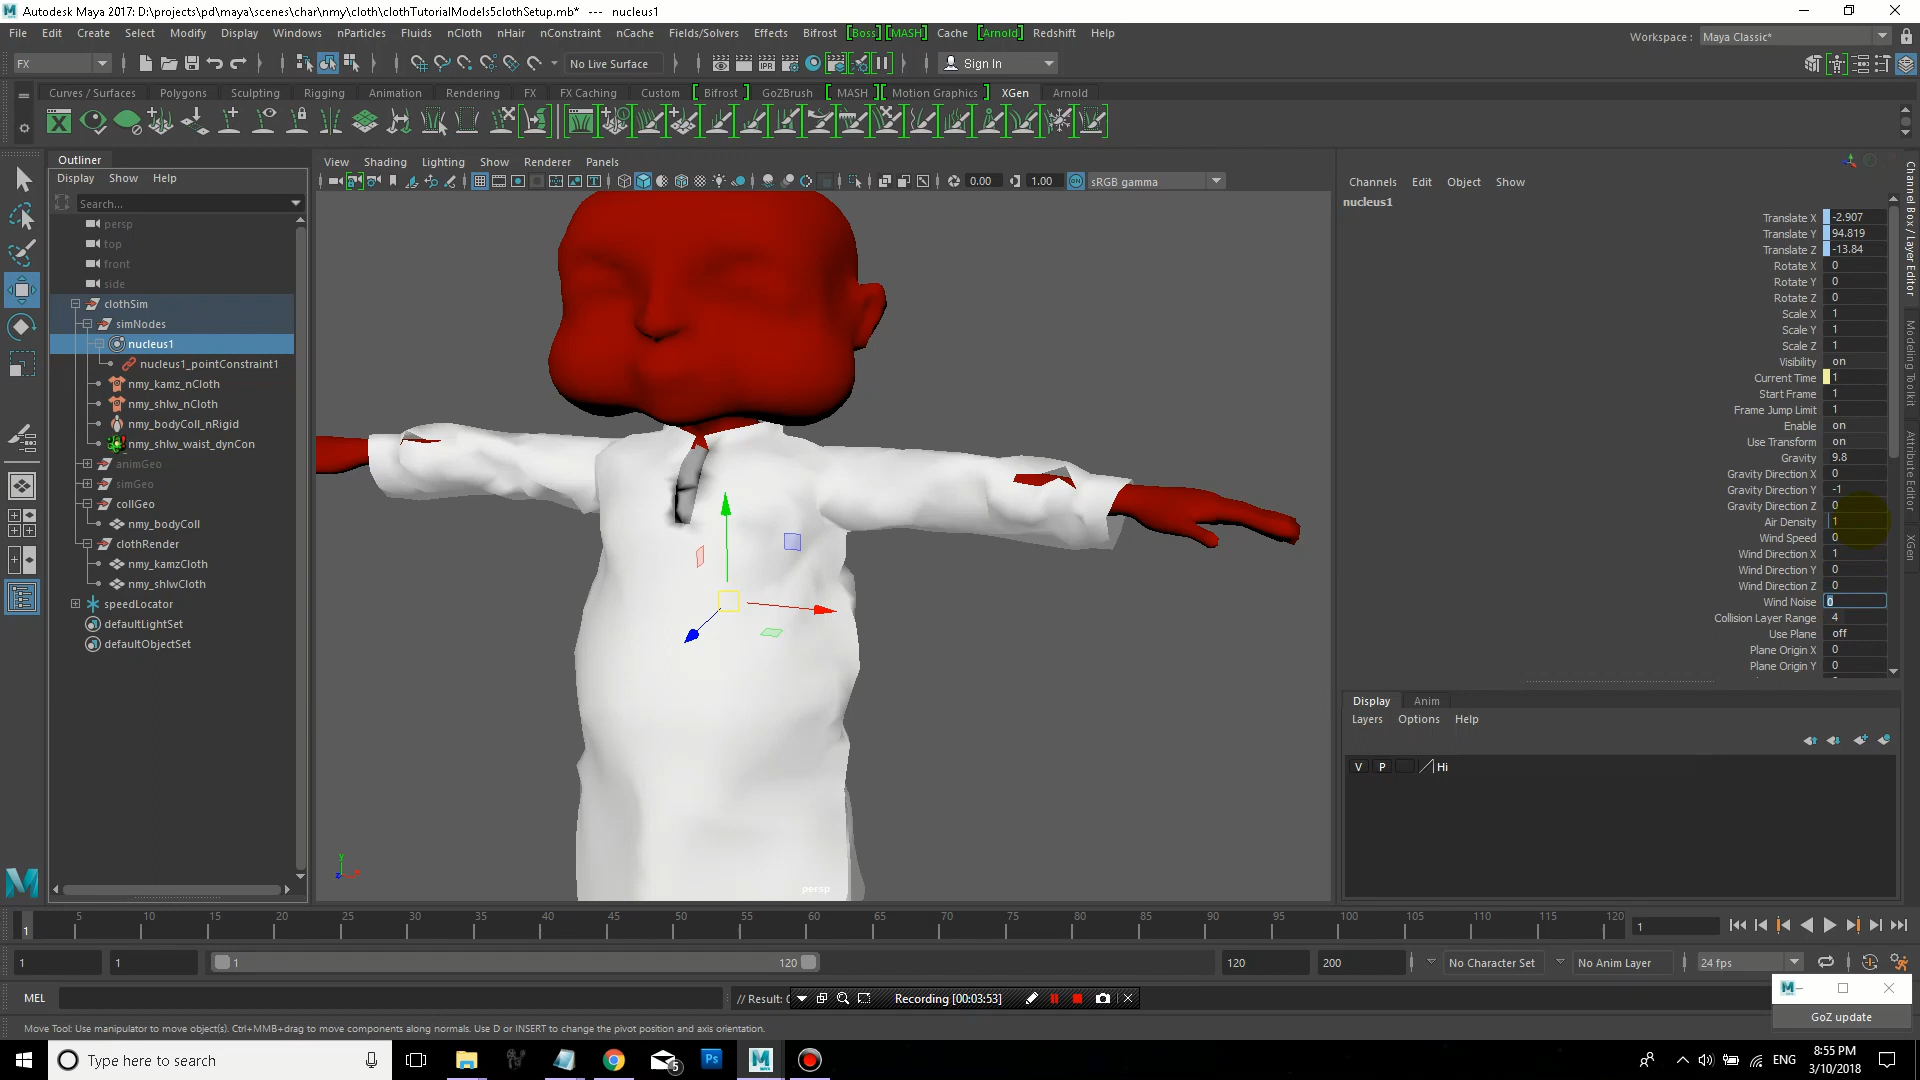 Autodesk Maya 2017: D:\projects\pd\maya\scenes\char\nmy\cloth\clothTutorialModels5clothSetup.mb* --- nucleus1
File Edit Create Select Modify Display Windows nParticles Fluids nCloth nHair nConstraint nCache Fields/Solvers Effects Bifrost [Boss] [MASH] Cache [Arnold] Redshift Help
Workspace : Maya Classic*
FX No Live Surface Sign In
Curves / Surfaces Polygons Sculpting Rigging Animation Rendering FX FX Caching Custom [ Bifrost ] GoZBrush [ MASH ] [ Motion Graphics ] XGen Arnold
Outliner
Display Show Help
Search...
persp
top
front
side
clothSim
simNodes
nucleus1
nucleus1_pointConstraint1
nmy_kamz_nCloth
nmy_shlw_nCloth
nmy_bodyColl_nRigid
nmy_shlw_waist_dynCon
animGeo
simGeo
collGeo
nmy_bodyColl
clothRender
nmy_kamzCloth
nmy_shlwCloth
speedLocator
defaultLightSet
defaultObjectSet
View Shading Lighting Show Renderer Panels
0.00 1.00 sRGB gamma
persp
Channels Edit Object Show
nucleus1
Translate X -2.907
Translate Y 94.819
Translate Z -13.84
Rotate X 0
Rotate Y 0
Rotate Z 0
Scale X 1
Scale Y 1
Scale Z 1
Visibility on
Current Time 1
Start Frame 1
Frame Jump Limit 1
Enable on
Use Transform on
Gravity 9.8
Gravity Direction X 0
Gravity Direction Y -1
Gravity Direction Z 0
Air Density 1
Wind Speed 0
Wind Direction X 1
Wind Direction Y 0
Wind Direction Z 0
Wind Noise 0
Collision Layer Range 4
Use Plane off
Plane Origin X 0
Plane Origin Y 0
Channel Box / Layer Editor
Modeling Toolkit
Attribute Editor
XGen
Display Anim
Layers Options Help
V P Hi
5 10 15 20 25 30 35 40 45 50 55 60 65 70 75 80 85 90 95 100 105 110 115 120
1 1
1 1 1 120 120 200 No Character Set No Anim Layer 24 fps
MEL // Result: Recording [00:03:53]
GoZ update
Move Tool: Use manipulator to move object(s). Ctrl+MMB+drag to move components along normals. Use D or INSERT to change the pivot position and axis orientation.
Type here to search
5
Ps
ENG
8:55 PM
3/10/2018